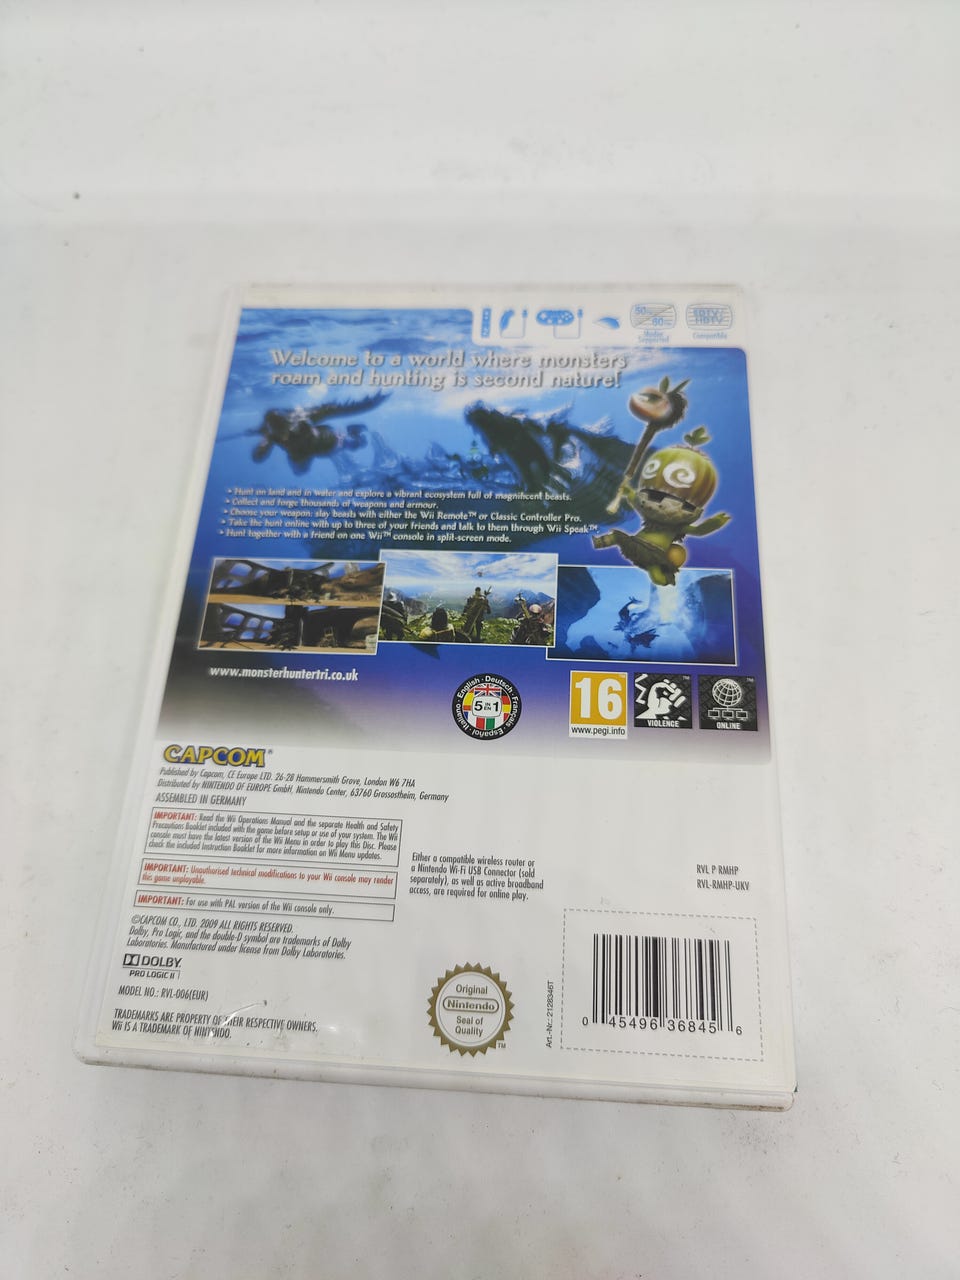 50
60
Modes
Supported
EDTV/
HDTV
Compatible
Welcome to a world where monsters
roam and hunting is second nature!
• Hunt on land and in water and explore a vibrant ecosystem full of magnificent beasts.
• Collect and forge thousands of weapons and armour.
• Choose your weapon: slay beasts with either the Wii Remote™ or Classic Controller Pro.
• Take the hunt online with up to three of your friends and talk to them through Wii Speak™.
• Hunt together with a friend on one Wii™ console in split-screen mode.
www.monsterhuntertri.co.uk
English · Deutsch · Français · Español · Italiano
5 IN EN 1
16
www.pegi.info
VIOLENCE
™
ONLINE
™
CAPCOM®
Published by Capcom, CE Europe LTD. 26-28 Hammersmith Grove, London W6 7HA
Distributed by NINTENDO OF EUROPE GmbH, Nintendo Center, 63760 Grossostheim, Germany
ASSEMBLED IN GERMANY
IMPORTANT: Read the Wii Operations Manual and the separate Health and Safety
Precautions Booklet included with the game before setup or use of your system. The Wii
console must have the latest version of the Wii Menu in order to play this Disc. Please
check the included Instruction Booklet for more information on Wii Menu updates.
IMPORTANT: Unauthorised technical modifications to your Wii console may render
this game unplayable.
IMPORTANT: For use with PAL version of the Wii console only.
Either a compatible wireless router or
a Nintendo Wi-Fi USB Connector (sold
separately), as well as active broadband
access, are required for online play.
RVL P RMHP
RVL-RMHP-UKV
©CAPCOM CO., LTD. 2009 ALL RIGHTS RESERVED.
Dolby, Pro Logic, and the double-D symbol are trademarks of Dolby
Laboratories. Manufactured under license from Dolby Laboratories.
DOLBY
PRO LOGIC II
MODEL NO.: RVL-006(EUR)
TRADEMARKS ARE PROPERTY OF THEIR RESPECTIVE OWNERS.
Wii IS A TRADEMARK OF NINTENDO.
Original
Nintendo
Seal of
Quality
TM
Art.-Nr.: 2128346T
0 45496 36845 6